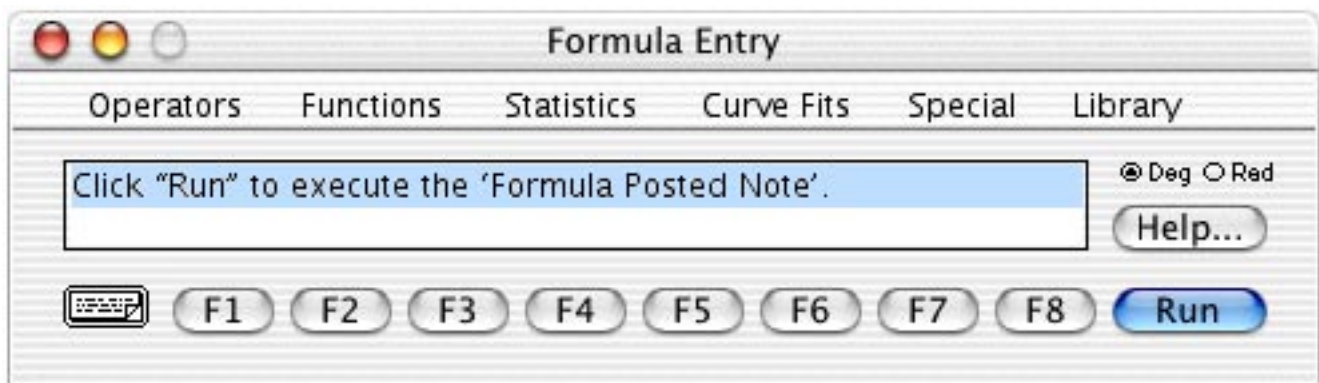 Formula Entry
Operators Functions Statistics Curve Fits Special Library
Click “Run” to execute the ‘Formula Posted Note’.
Deg Rad
Help...
F1 F2 F3 F4 F5 F6 F7 F8 Run